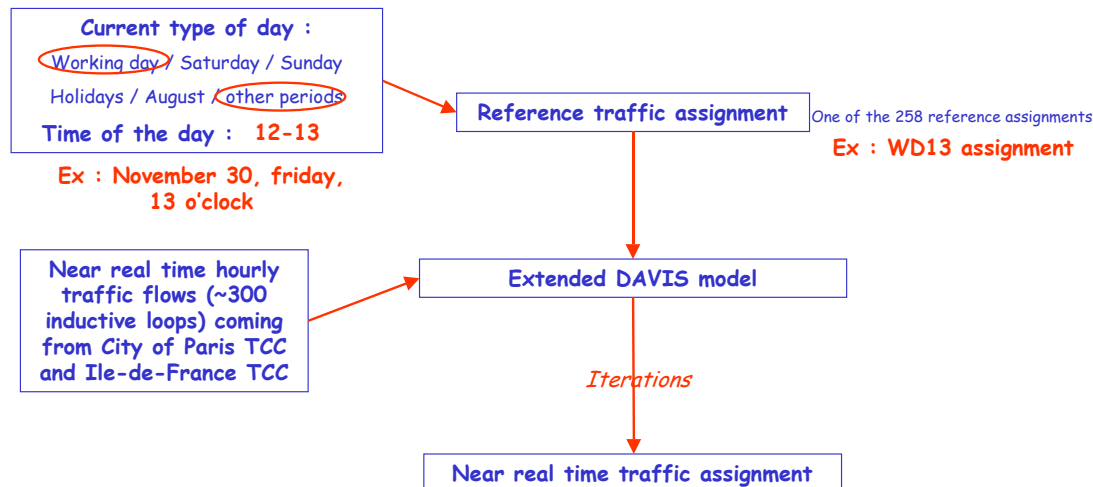 Current type of day :
Working day / Saturday / Sunday
Holidays / August / other periods
Time of the day : 12-13
Ex : November 30, friday,
13 o'clock
Reference traffic assignment
One of the 258 reference assignments
Ex : WD13 assignment
Near real time hourly
traffic flows (~300
inductive loops) coming
from City of Paris TCC
and Ile-de-France TCC
Extended DAVIS model
Iterations
Near real time traffic assignment